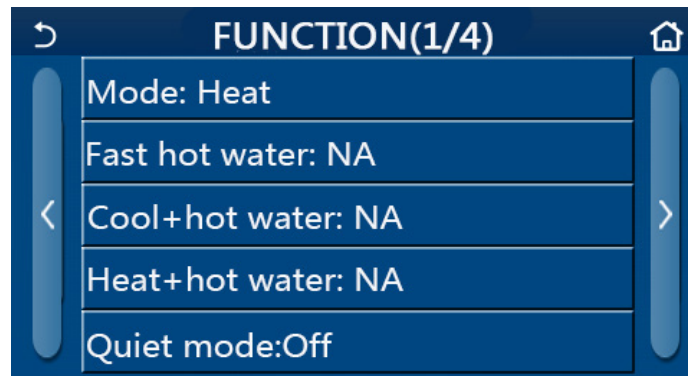 FUNCTION(1/4)
Mode: Heat
Fast hot water: NA
Cool+hot water: NA
Heat+hot water: NA
Quiet mode:Off